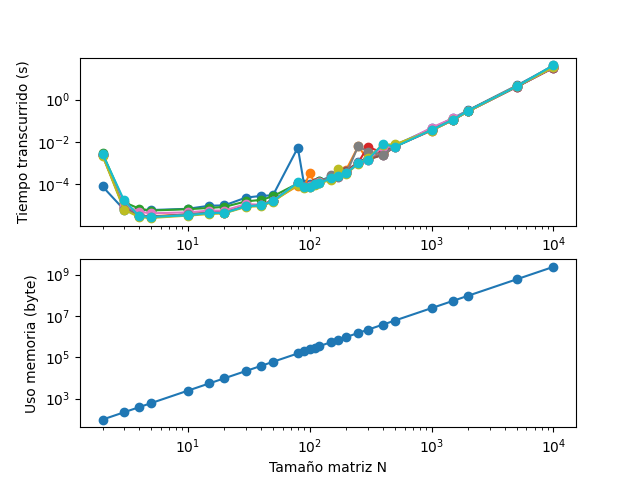 Tiempo transcurrido (s)
10⁰
10⁻²
10⁻⁴
10¹ 10² 10³ 10⁴
Uso memoria (byte)
10⁹
10⁷
10⁵
10³
10¹ 10² 10³ 10⁴
Tamaño matriz N